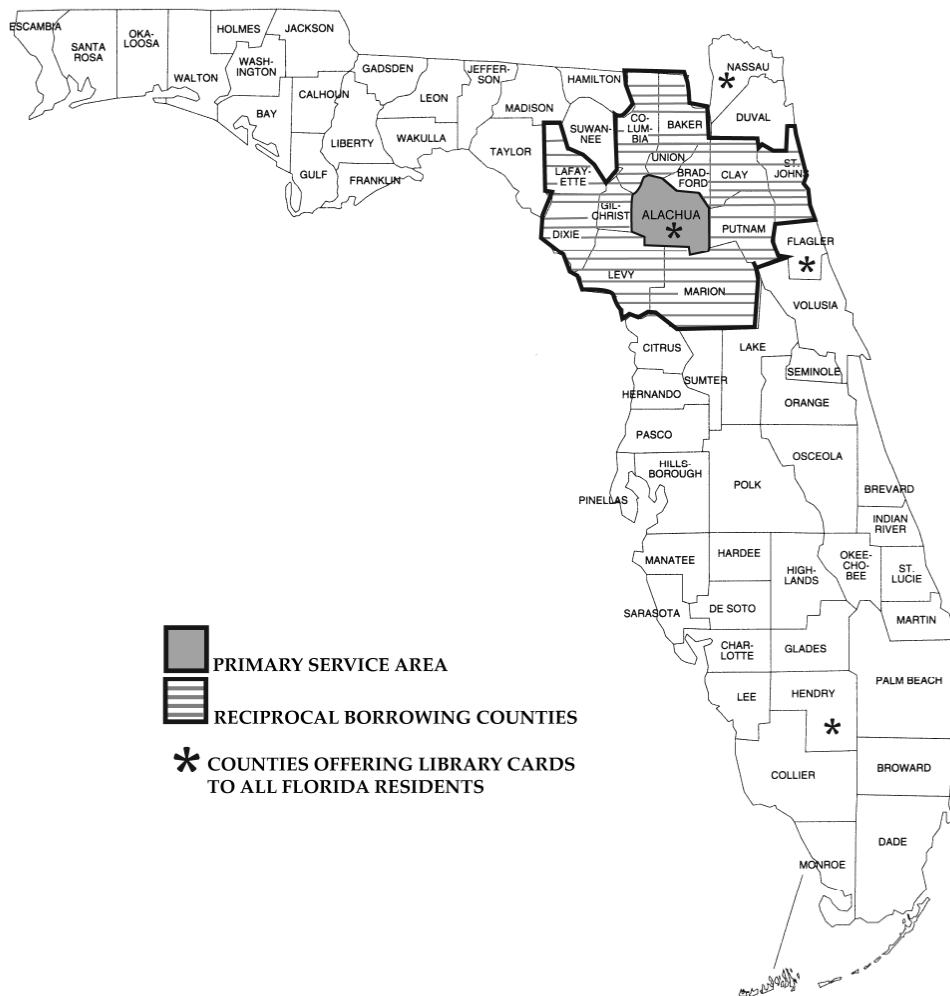 ESCAMBIA
SANTA
ROSA
OKA-
LOOSA
WALTON
HOLMES
WASH-
INGTON
BAY
JACKSON
CALHOUN
GULF
LIBERTY
GADSDEN
FRANKLIN
LEON
WAKULLA
JEFFER-
SON
MADISON
TAYLOR
HAMILTON
SUWAN-
NEE
LAFAY-
ETTE
DIXIE
CO-
LUM-
BIA
BAKER
UNION
BRAD-
FORD
GIL-
CHRIST
ALACHUA
*
LEVY
MARION
NASSAU
*
DUVAL
CLAY
ST.
JOHNS
PUTNAM
FLAGLER
*
VOLUSIA
CITRUS
SUMTER
LAKE
HERNANDO
SEMINOLE
ORANGE
PASCO
HILLS-
BOROUGH
PINELLAS
POLK
OSCEOLA
BREVARD
INDIAN
RIVER
MANATEE
HARDEE
HIGH-
LANDS
OKEE-
CHO-
BEE
ST.
LUCIE
SARASOTA
DE SOTO
MARTIN
CHAR-
LOTTE
GLADES
LEE
HENDRY
*
PALM BEACH
COLLIER
BROWARD
DADE
MONROE
PRIMARY SERVICE AREA
RECIPROCAL BORROWING COUNTIES
* COUNTIES OFFERING LIBRARY CARDS
TO ALL FLORIDA RESIDENTS